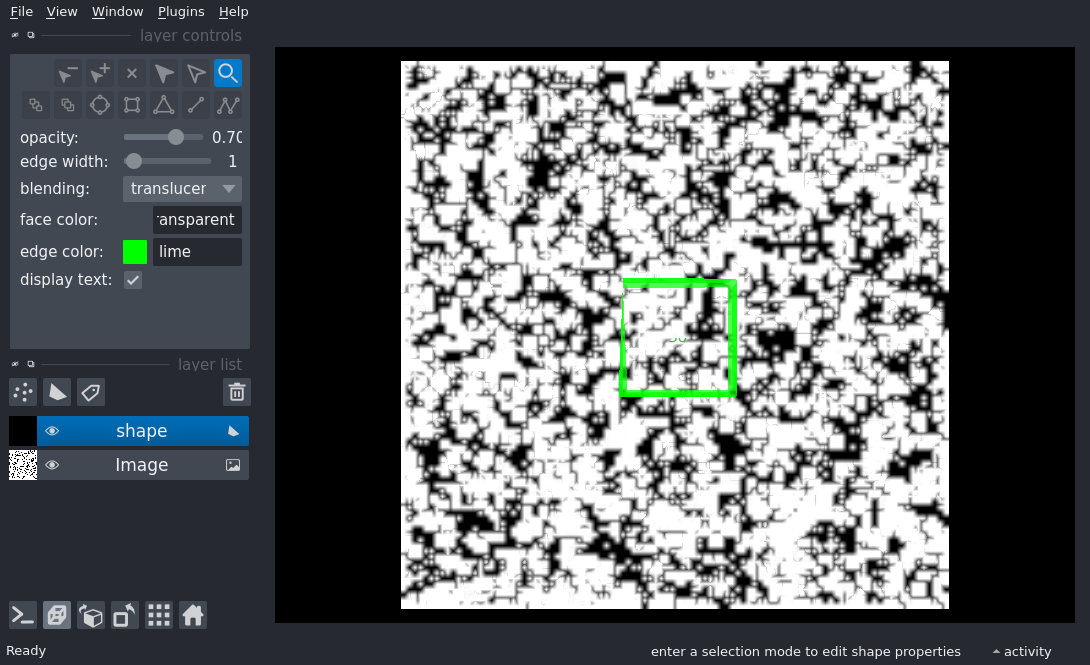 File View Window Plugins Help
layer controls
opacity: 0.70
edge width: 1
blending: translucer
face color: ansparent
edge color: lime
display text:
layer list
shape
Image
Ready
enter a selection mode to edit shape properties
activity